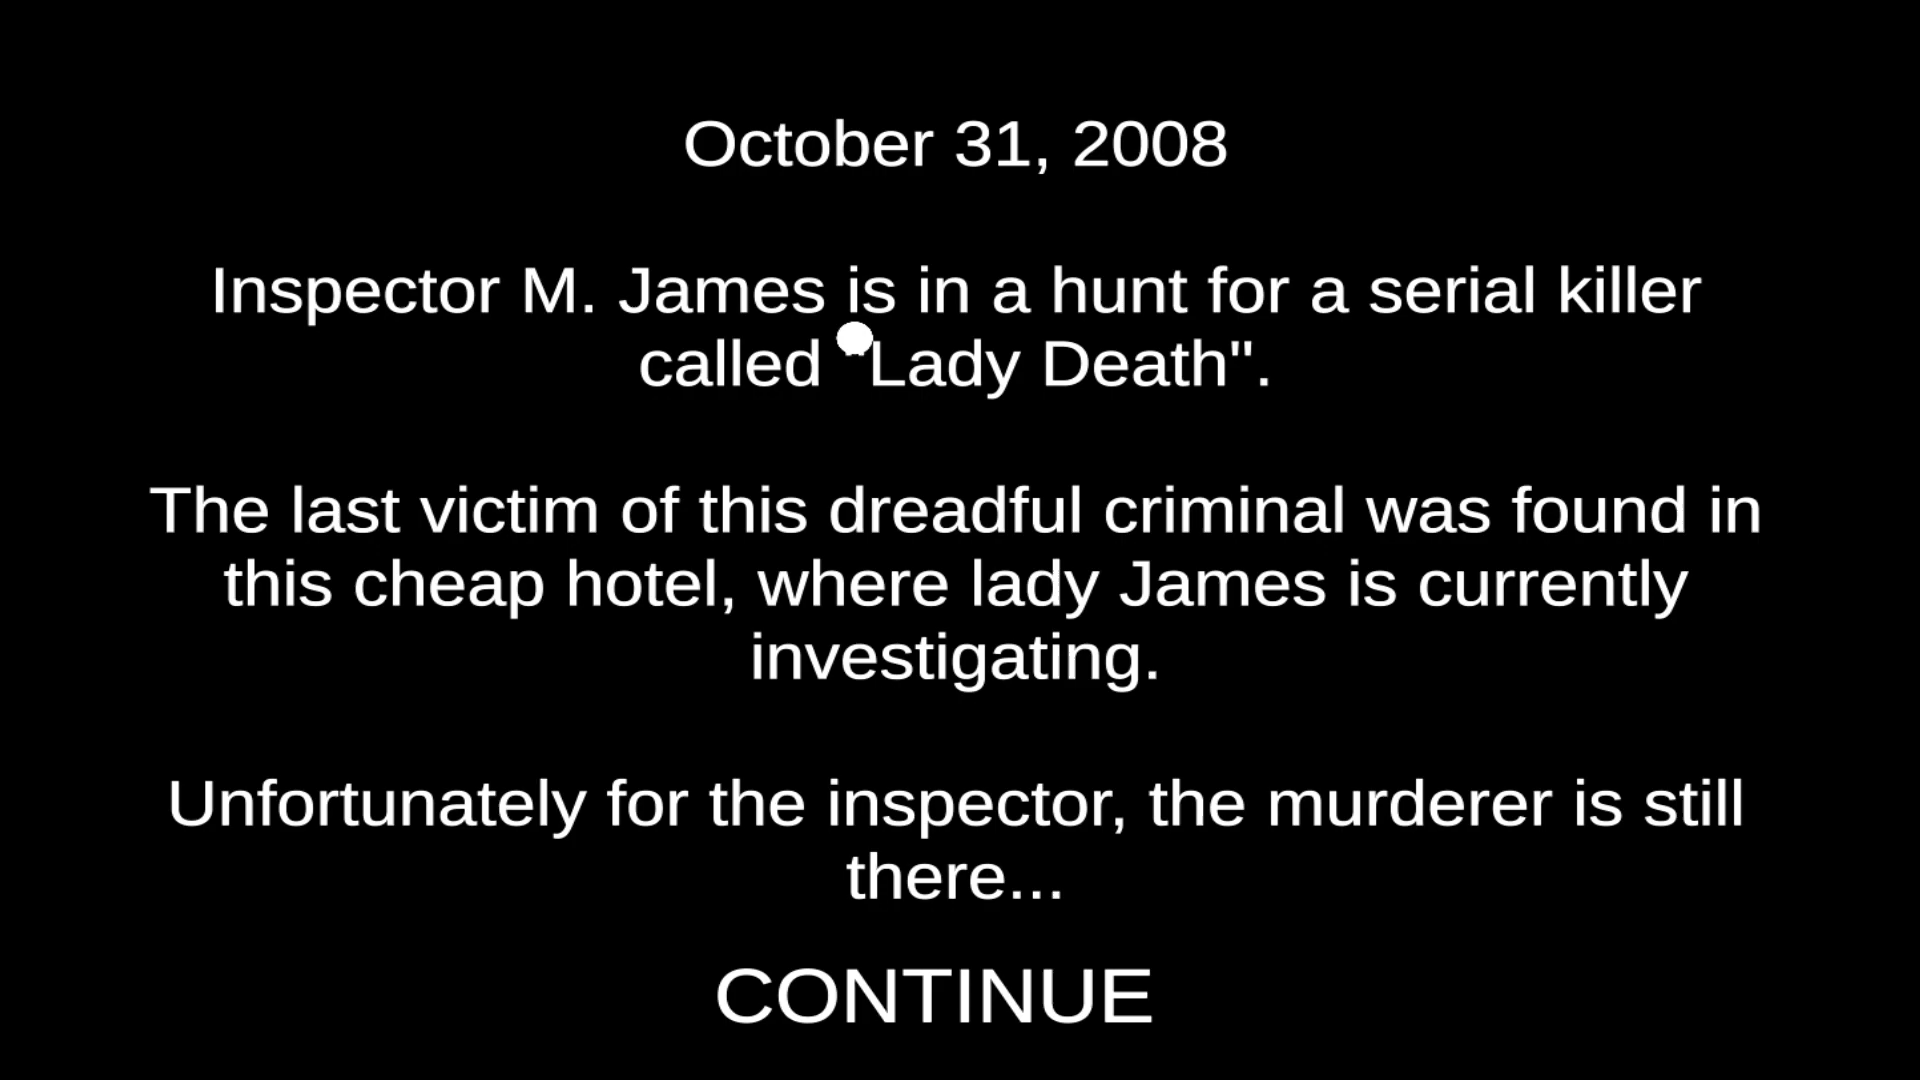 October 31, 2008
Inspector M. James is in a hunt for a serial killer
called "Lady Death".
The last victim of this dreadful criminal was found in
this cheap hotel, where lady James is currently
investigating.
Unfortunately for the inspector, the murderer is still
there...
CONTINUE